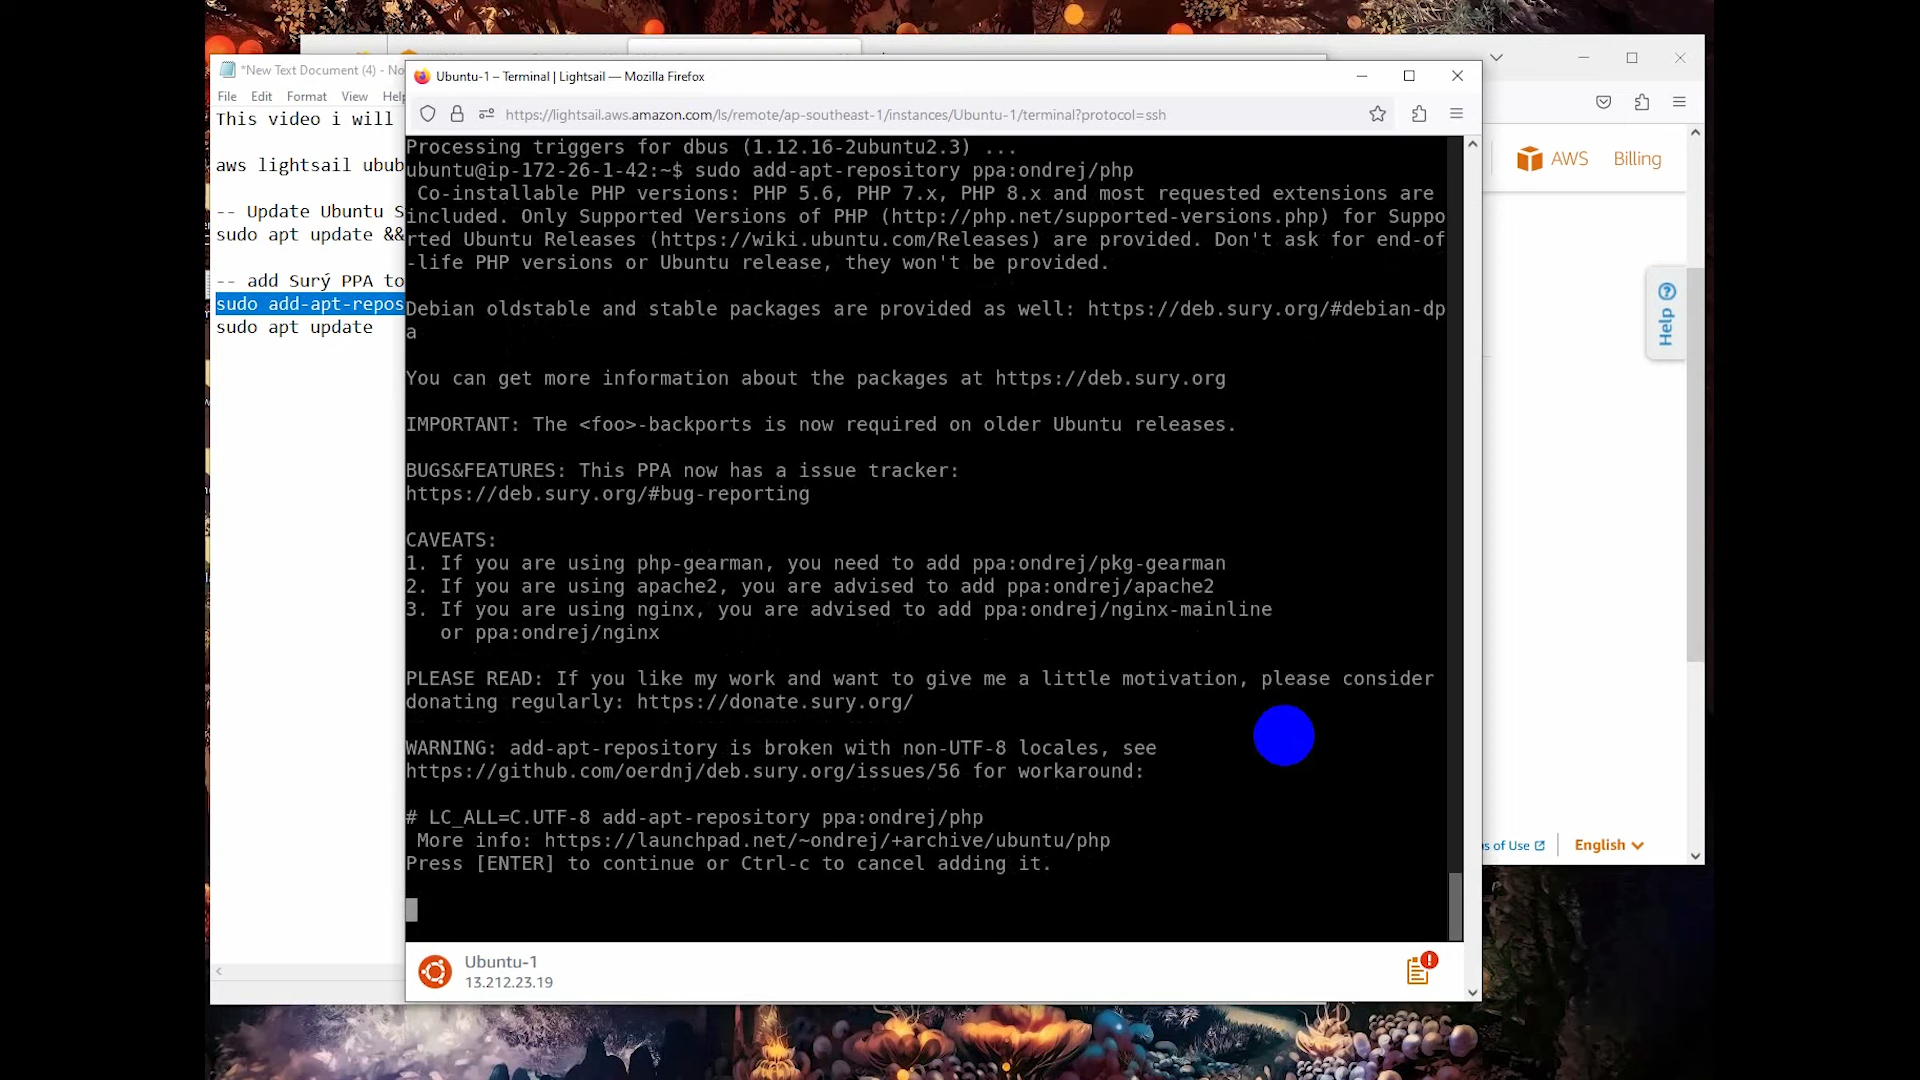 *New Text Document (4) - No
File Edit Format View Help
This video i will
aws lightsail ubub
-- Update Ubuntu S
sudo apt update &&
-- add Surý PPA to
sudo add-apt-repos
sudo apt update
Ubuntu-1 – Terminal | Lightsail — Mozilla Firefox
https://lightsail.aws.amazon.com/ls/remote/ap-southeast-1/instances/Ubuntu-1/terminal?protocol=ssh
Processing triggers for dbus (1.12.16-2ubuntu2.3) ...
ubuntu@ip-172-26-1-42:~$ sudo add-apt-repository ppa:ondrej/php
Co-installable PHP versions: PHP 5.6, PHP 7.x, PHP 8.x and most requested extensions are
included. Only Supported Versions of PHP (http://php.net/supported-versions.php) for Suppo
rted Ubuntu Releases (https://wiki.ubuntu.com/Releases) are provided. Don't ask for end-of
-life PHP versions or Ubuntu release, they won't be provided.
Debian oldstable and stable packages are provided as well: https://deb.sury.org/#debian-dp
a
You can get more information about the packages at https://deb.sury.org
IMPORTANT: The <foo>-backports is now required on older Ubuntu releases.
BUGS&FEATURES: This PPA now has a issue tracker:
https://deb.sury.org/#bug-reporting
CAVEATS:
1. If you are using php-gearman, you need to add ppa:ondrej/pkg-gearman
2. If you are using apache2, you are advised to add ppa:ondrej/apache2
3. If you are using nginx, you are advised to add ppa:ondrej/nginx-mainline
or ppa:ondrej/nginx
PLEASE READ: If you like my work and want to give me a little motivation, please consider
donating regularly: https://donate.sury.org/
WARNING: add-apt-repository is broken with non-UTF-8 locales, see
https://github.com/oerdnj/deb.sury.org/issues/56 for workaround:
# LC_ALL=C.UTF-8 add-apt-repository ppa:ondrej/php
More info: https://launchpad.net/~ondrej/+archive/ubuntu/php
Press [ENTER] to continue or Ctrl-c to cancel adding it.
Ubuntu-1
13.212.23.19
AWS Billing
Help
s of Use
English